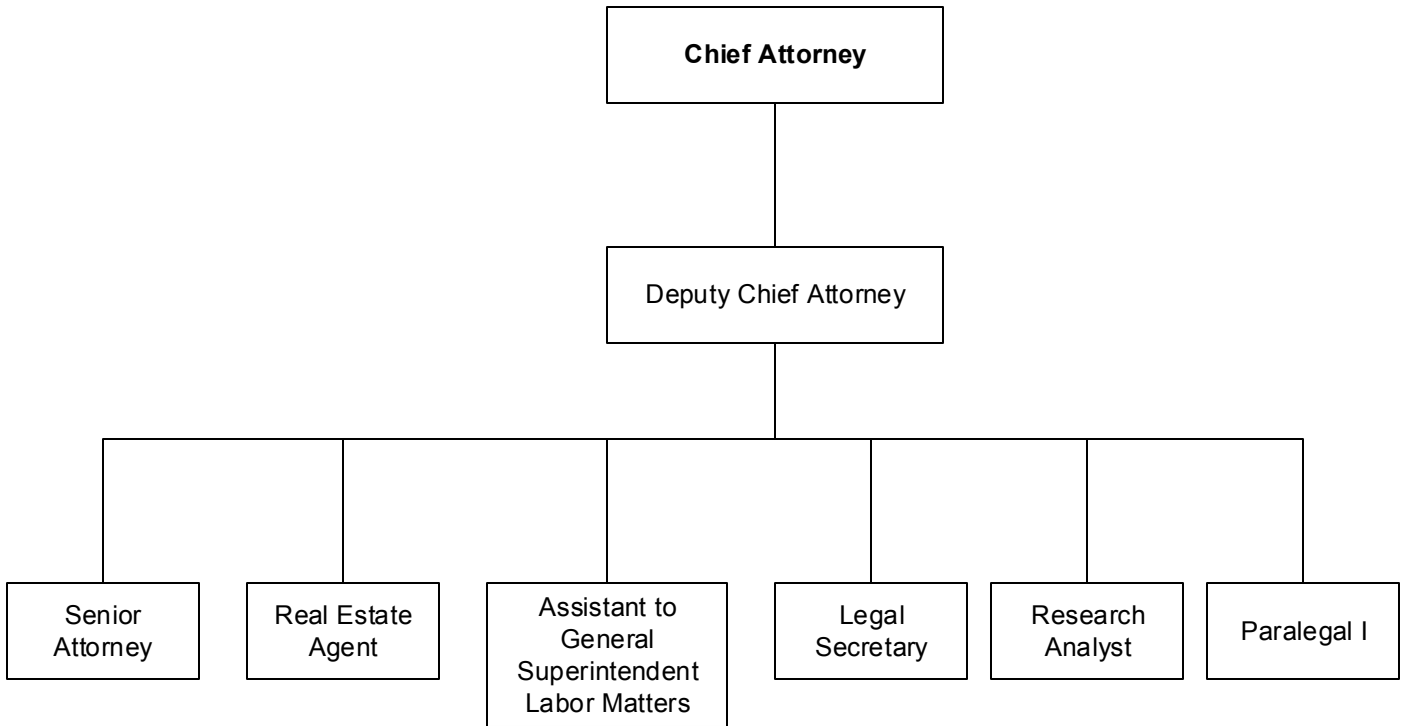 Chief Attorney
Deputy Chief Attorney
Senior
Attorney
Real Estate
Agent
Assistant to
General
Superintendent
Labor Matters
Legal
Secretary
Research
Analyst
Paralegal I